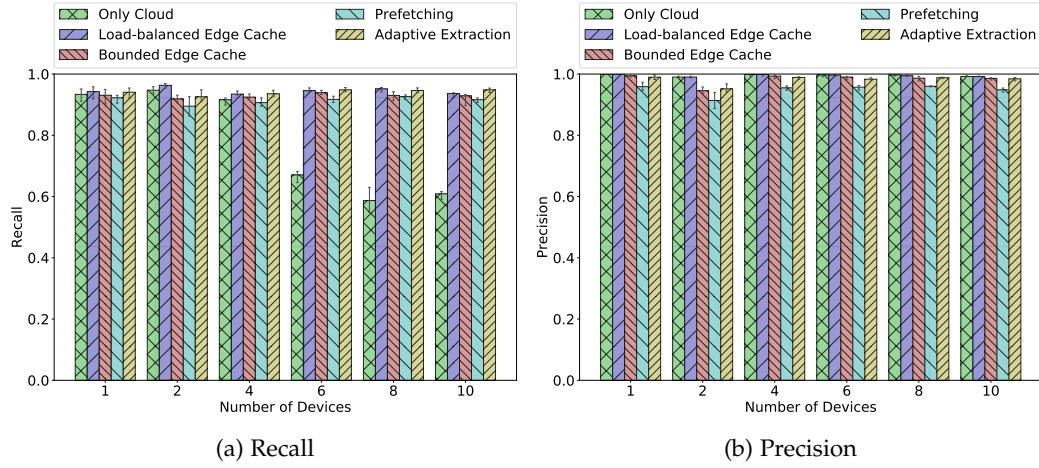 Only Cloud
Load-balanced Edge Cache
Bounded Edge Cache
Prefetching
Adaptive Extraction
1.0
0.8
0.6
0.4
0.2
0.0
Recall
1 2 4 6 8 10
Number of Devices
(a) Recall
Only Cloud
Load-balanced Edge Cache
Bounded Edge Cache
Prefetching
Adaptive Extraction
1.0
0.8
0.6
0.4
0.2
0.0
Precision
1 2 4 6 8 10
Number of Devices
(b) Precision